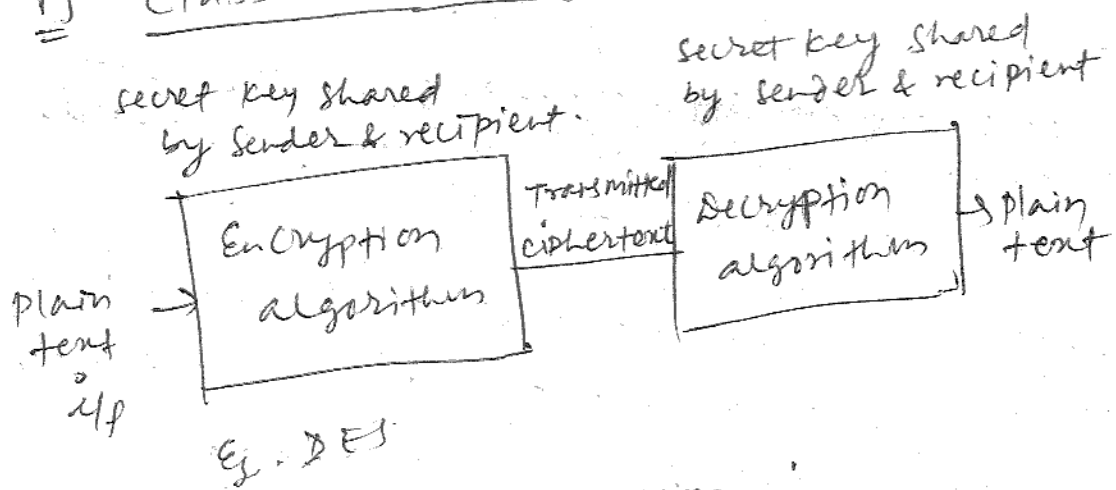 secret key shared
by Sender & recipient.
secret key shared
by sender & recipient
Plain
text
i/p
Encryption
algorithm
Transmitted
ciphertext
Decryption
algorithm
Plain
text
Eg. DES